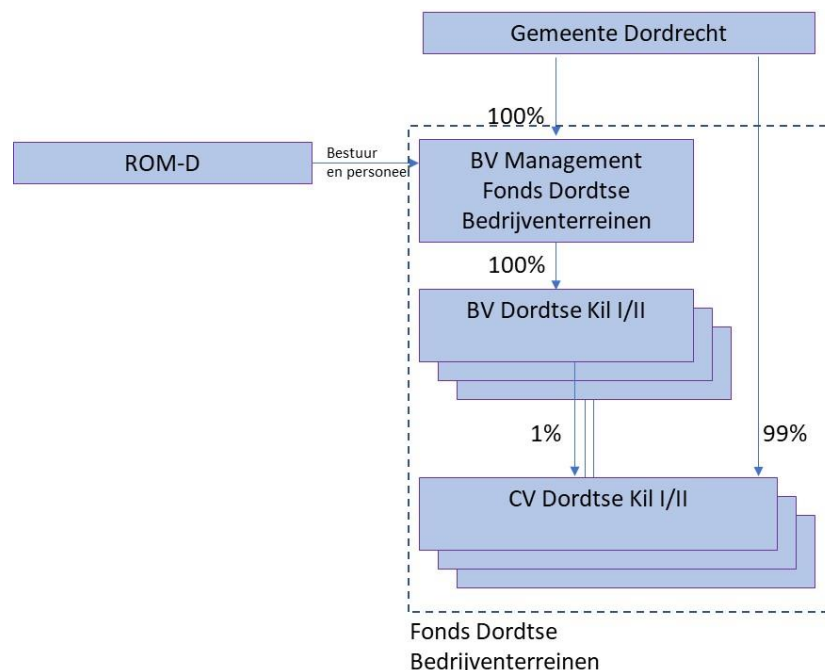 Gemeente Dordrecht
100%
ROM-D
Bestuur
en personeel
BV Management
Fonds Dordtse
Bedrijventerreinen
100%
BV Dordtse Kil I/II
1%
99%
CV Dordtse Kil I/II
Fonds Dordtse
Bedrijventerreinen